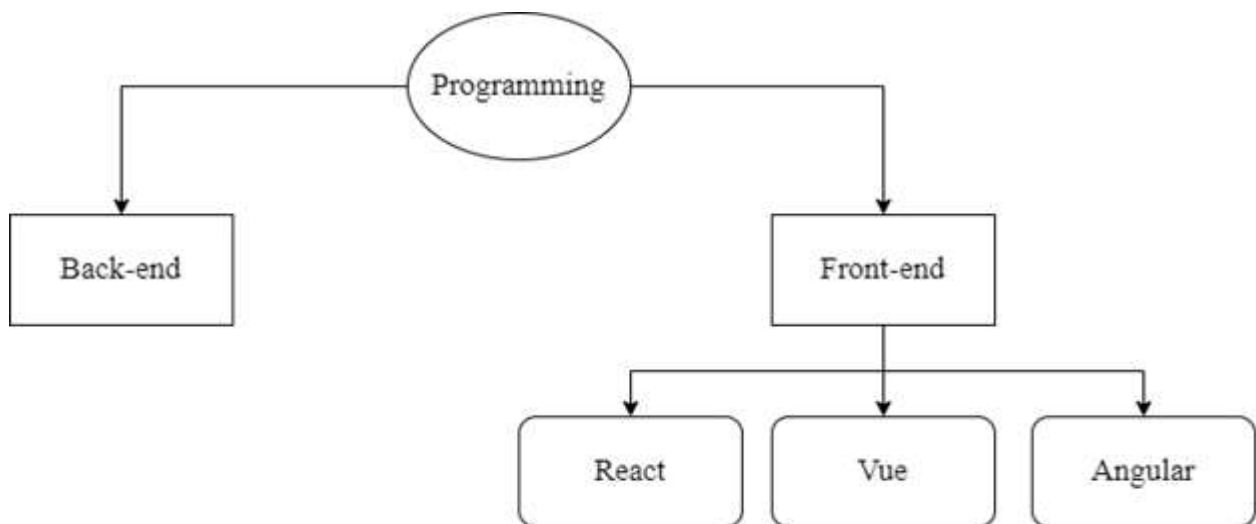 Programming
Back-end
Front-end
React
Vue
Angular